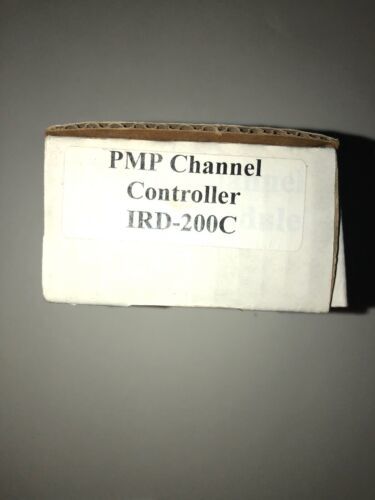 PMP Channel
Controller
IRD-200C